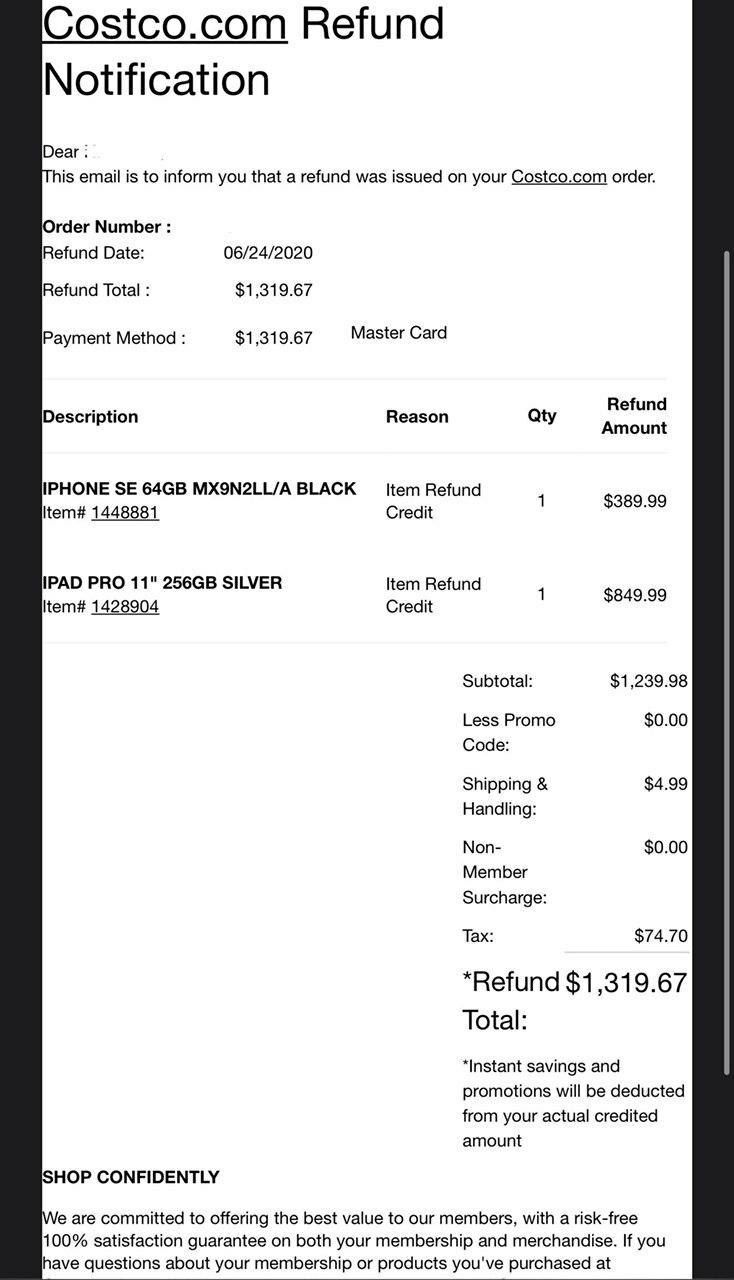 Costco.com Refund
Notification
Dear
This email is to inform you that a refund was issued on your Costco.com order.
Order Number :
Refund Date: 06/24/2020
Refund Total : $1,319.67
Payment Method : $1,319.67 Master Card
Description Reason Qty Refund Amount
IPHONE SE 64GB MX9N2LL/A BLACK
Item# 1448881
Item Refund
Credit
1
$389.99
IPAD PRO 11" 256GB SILVER
Item# 1428904
Item Refund
Credit
1
$849.99
Subtotal: $1,239.98
Less Promo
Code:
$0.00
Shipping &
Handling:
$4.99
Non-
Member
Surcharge:
$0.00
Tax: $74.70
*Refund $1,319.67
Total:
*Instant savings and
promotions will be deducted
from your actual credited
amount
SHOP CONFIDENTLY
We are committed to offering the best value to our members, with a risk-free
100% satisfaction guarantee on both your membership and merchandise. If you
have questions about your membership or products you've purchased at